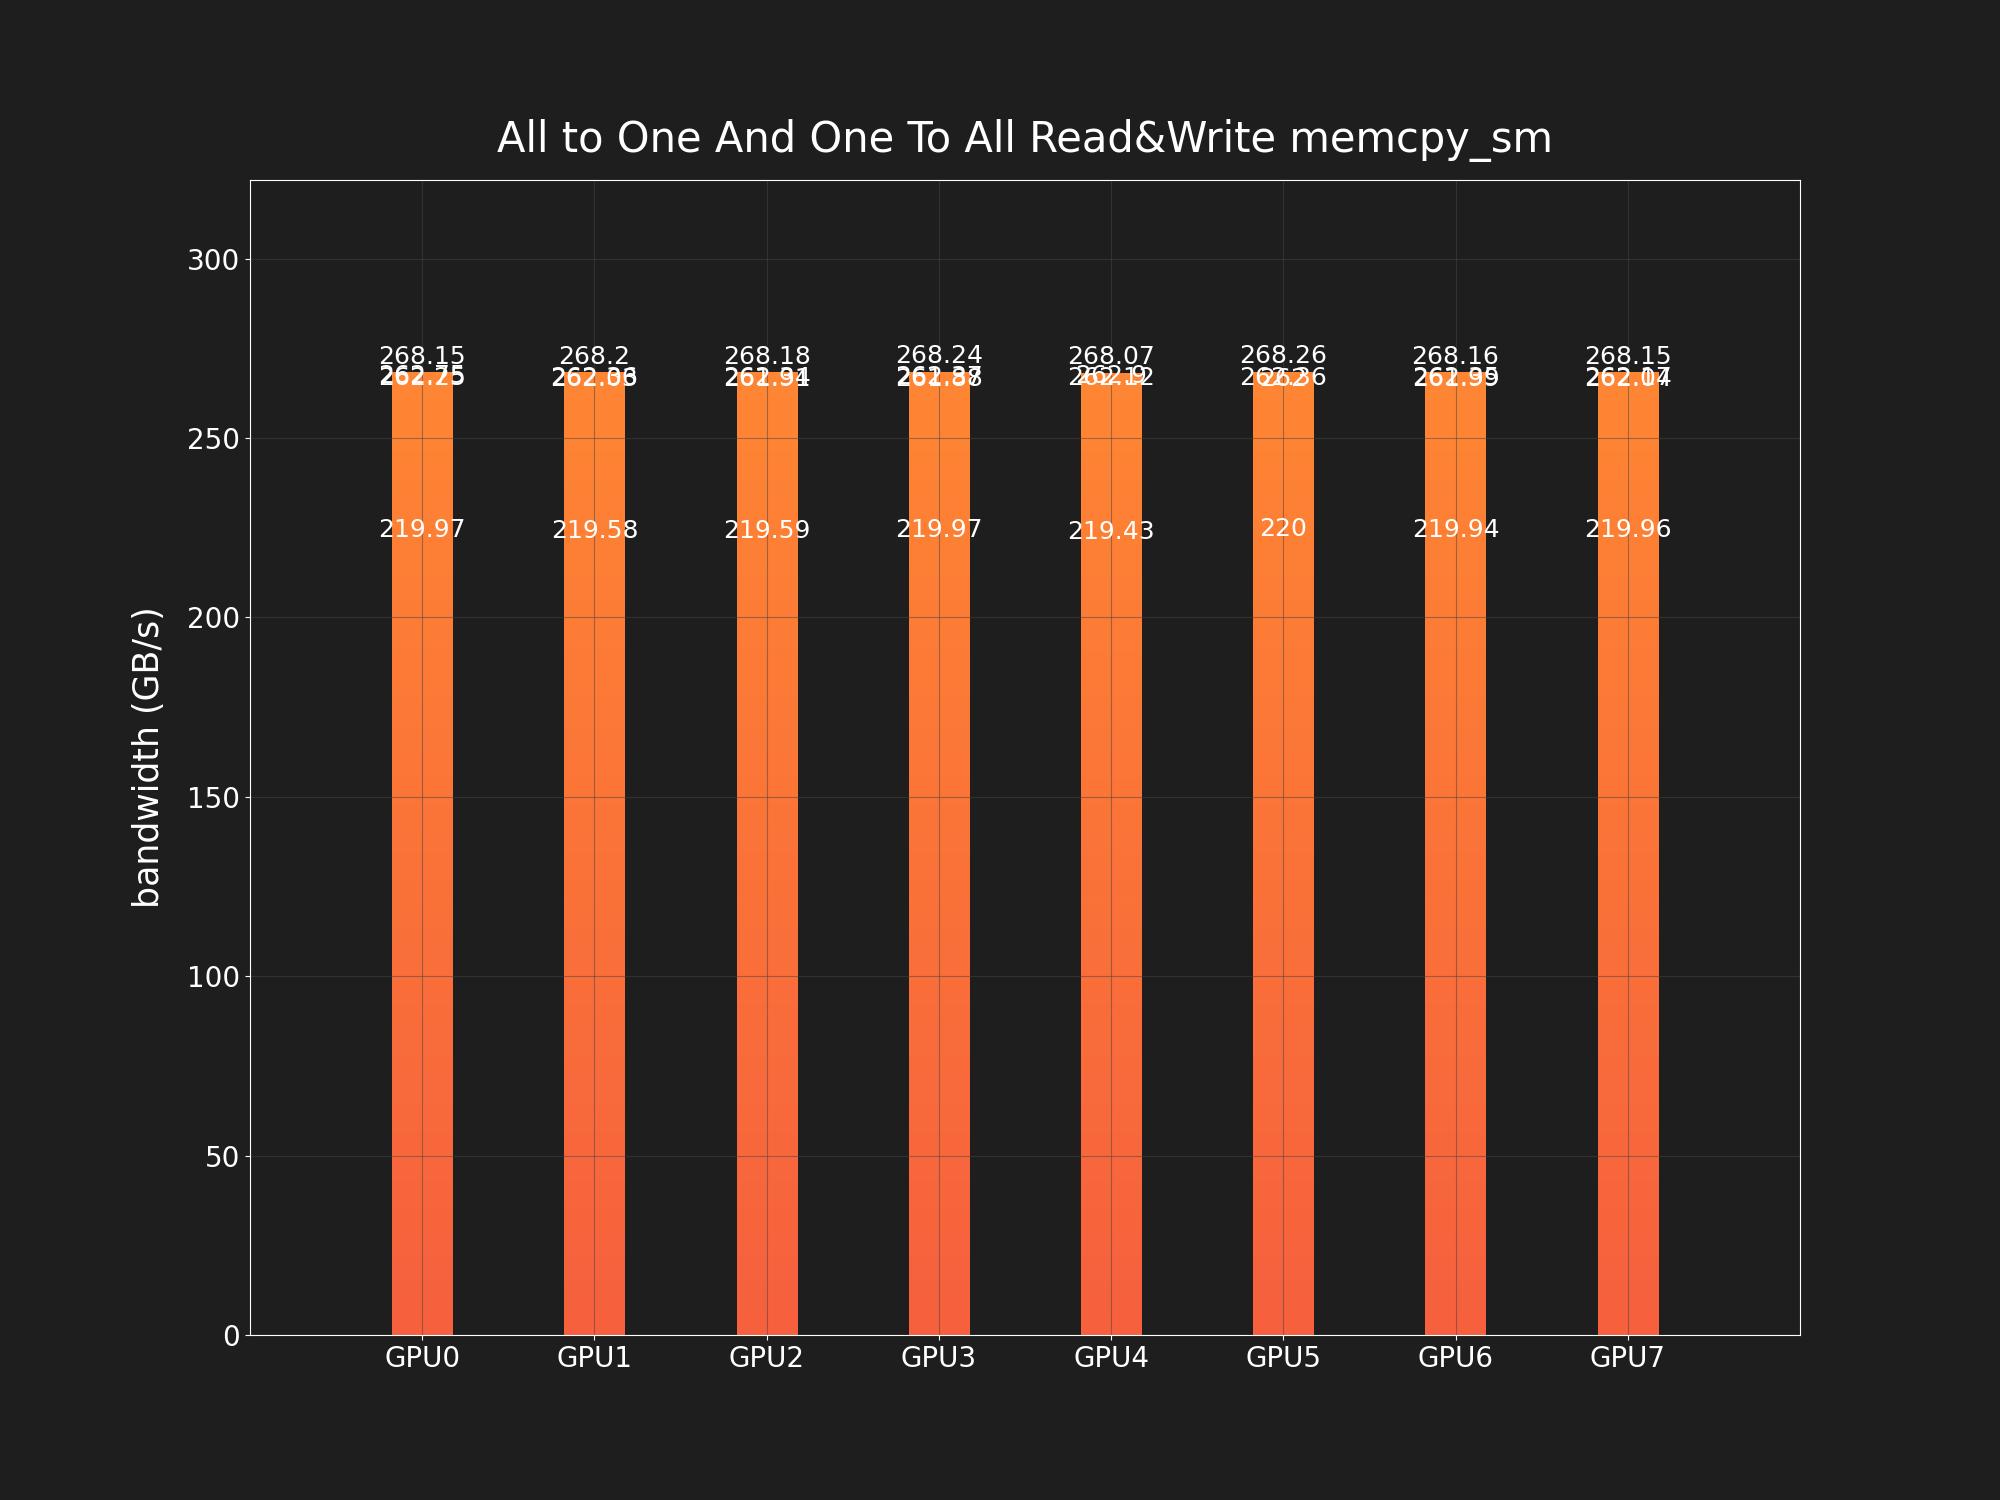 All to One And One To All Read&Write memcpy_sm
bandwidth (GB/s)
300
250
200
150
100
50
0
268.15 268.2 268.18 268.24 268.07 268.26 268.16 268.15
219.97 219.58 219.59 219.97 219.43 220 219.94 219.96
GPU0 GPU1 GPU2 GPU3 GPU4 GPU5 GPU6 GPU7